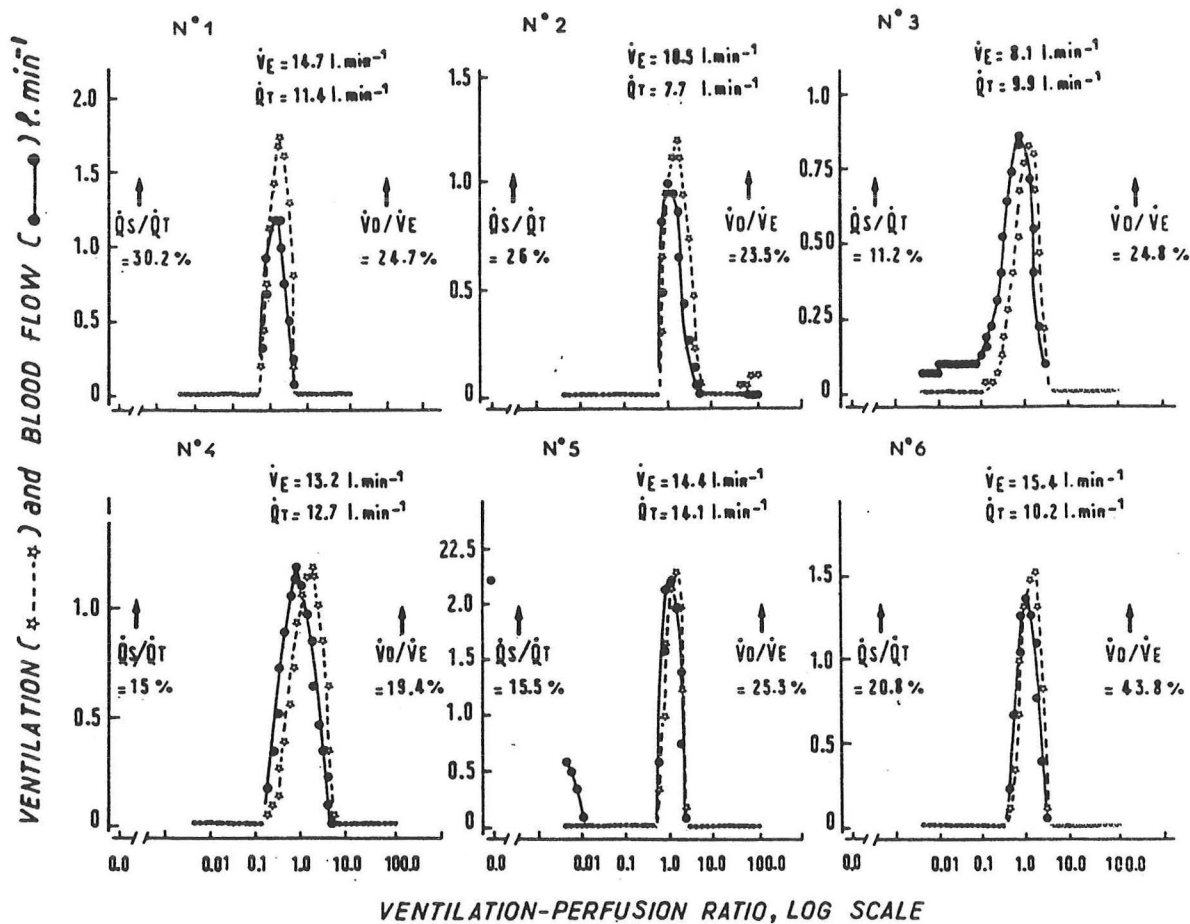 N°1
V̇E = 14.7 l.min⁻¹
Q̇T = 11.4 l.min⁻¹
2.0
1.5
1.0
0.5
0
Q̇S/Q̇T
=30.2%
V̇D/V̇E
= 24.7%
N°2
V̇E = 10.5 l.min⁻¹
Q̇T = 7.7 l.min⁻¹
1.5
1.0
0.5
0
Q̇S/Q̇T
= 26%
V̇D/V̇E
=23.5%
N°3
V̇E = 8.1 l.min⁻¹
Q̇T = 9.9 l.min⁻¹
1.0
0.75
0.50
0.25
0
Q̇S/Q̇T
=11.2%
V̇D/V̇E
= 24.8%
N°4
V̇E = 13.2 l.min⁻¹
Q̇T = 12.7 l.min⁻¹
1.0
0.5
0
Q̇S/Q̇T
=15 %
V̇D/V̇E
=19.4%
0.0 0.01 0.1 1.0 10.0 100.0
N°5
V̇E = 14.4 l.min⁻¹
Q̇T = 14.1 l.min⁻¹
22.5
2.0
1.5
1.0
0.5
0
Q̇S/Q̇T
= 15.5%
V̇D/V̇E
= 25.3%
0.0 0.01 0.1 1.0 10.0 100.0
N°6
V̇E = 15.4 l.min⁻¹
Q̇T = 10.2 l.min⁻¹
1.5
1.0
0.5
0
Q̇S/Q̇T
=20.8%
V̇D/V̇E
=43.8%
0.0 0.01 0.1 1.0 10.0 100.0
VENTILATION (☆-----☆) and BLOOD FLOW (●——●) ℓ.min⁻¹
VENTILATION-PERFUSION RATIO, LOG SCALE